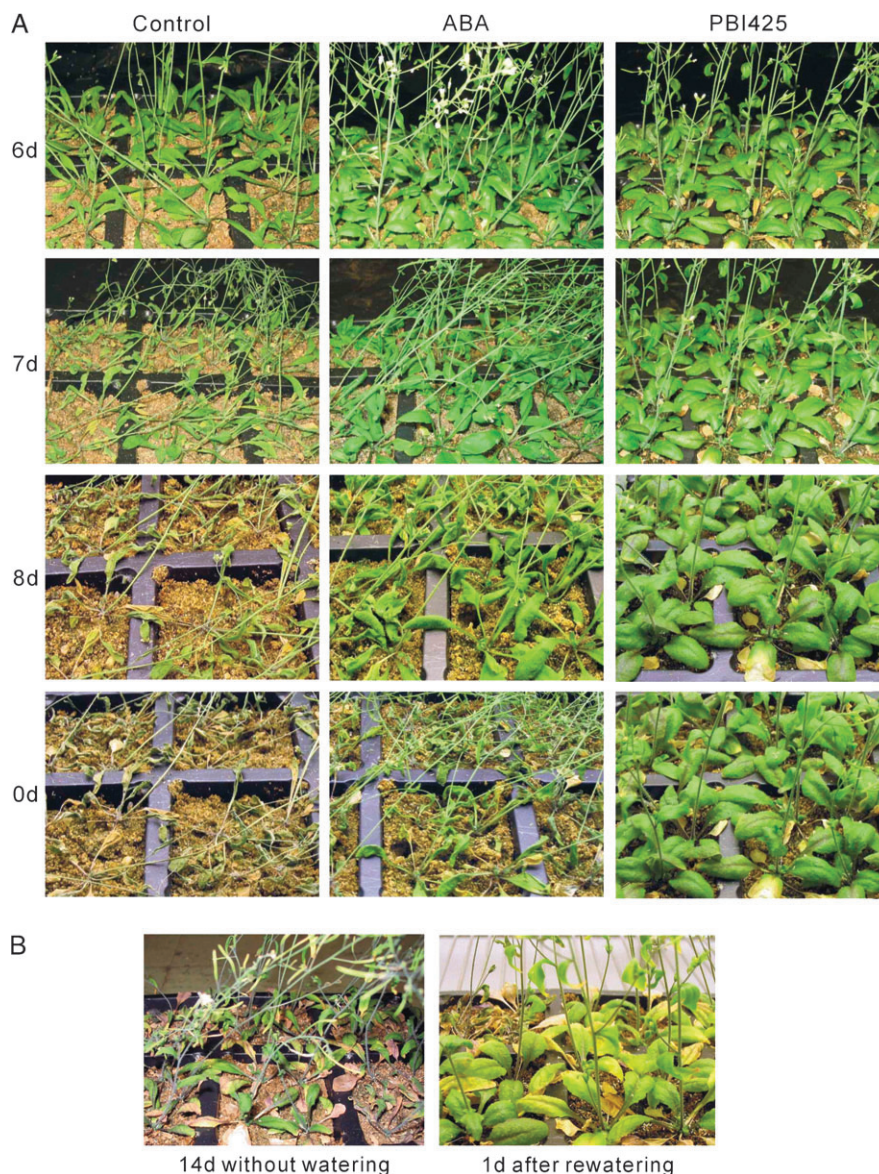 A
Control ABA PBI425
6d
7d
8d
0d
B
14d without watering 1d after rewatering